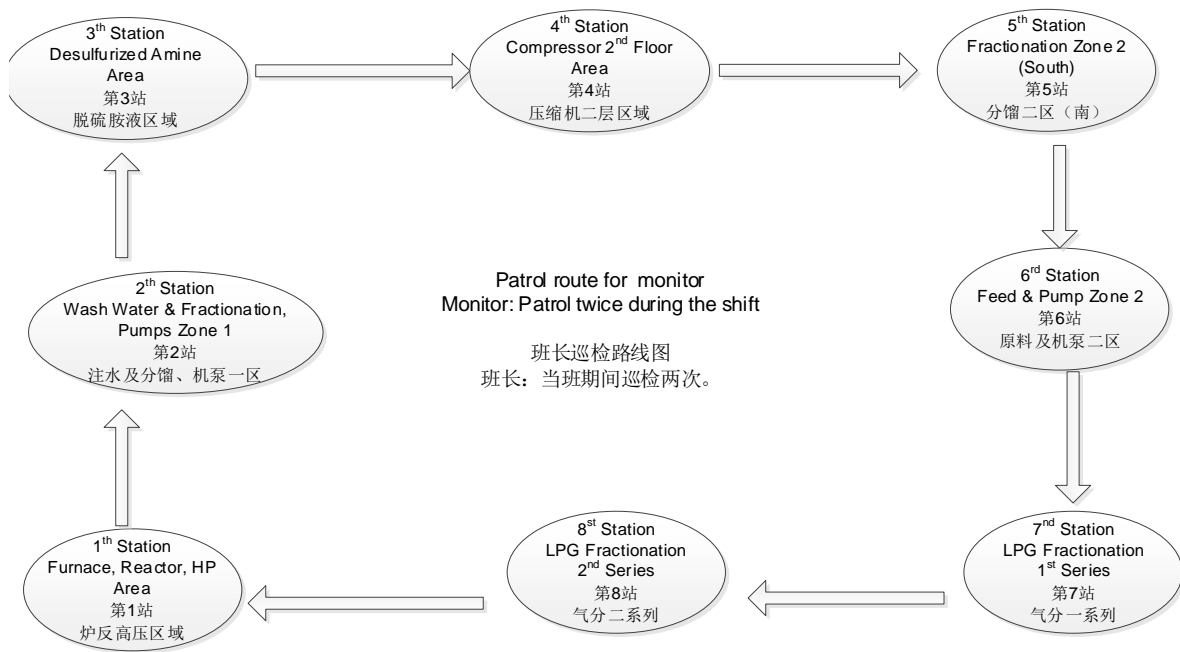 3th Station
Desulfurized Amine
Area
第3站
脱硫胺液区域
4th Station
Compressor 2nd Floor
Area
第4站
压缩机二层区域
5th Station
Fractionation Zone 2
(South)
第5站
分馏二区（南）
2th Station
Wash Water & Fractionation,
Pumps Zone 1
第2站
注水及分馏、机泵一区
Patrol route for monitor
Monitor: Patrol twice during the shift
班长巡检路线图
班长：当班期间巡检两次。
6rd Station
Feed & Pump Zone 2
第6站
原料及机泵二区
1th Station
Furnace, Reactor, HP
Area
第1站
炉反高压区域
8st Station
LPG Fractionation
2nd Series
第8站
气分二系列
7nd Station
LPG Fractionation
1st Series
第7站
气分一系列